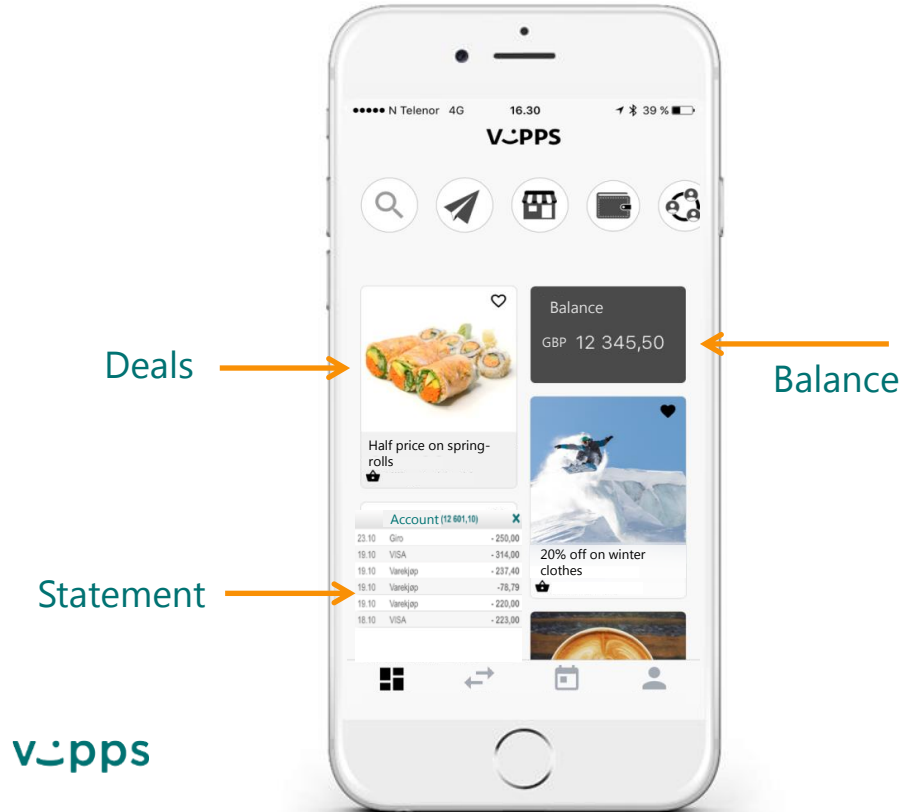 N Telenor 4G 16.30 39 %
vipps
Deals
Half price on spring-
rolls
Balance
GBP 12 345,50
Balance
20% off on winter
clothes
Statement
Account (12 601,10) X
23.10 Giro - 250,00
19.10 VISA - 314,00
19.10 Varekjøp - 237,40
19.10 Varekjøp -78,79
19.10 Varekjøp - 220,00
18.10 VISA - 223,00
vipps